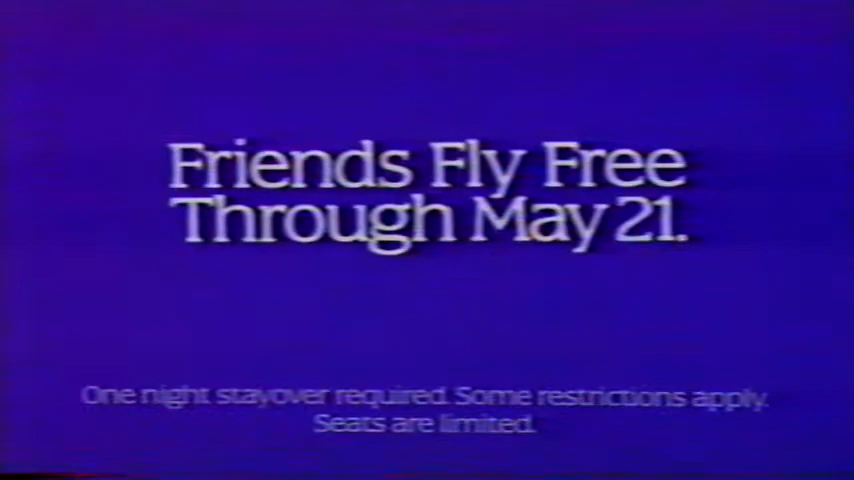 Friends Fly Free
Through May 21.
One night stayover required. Some restrictions apply.
Seats are limited.